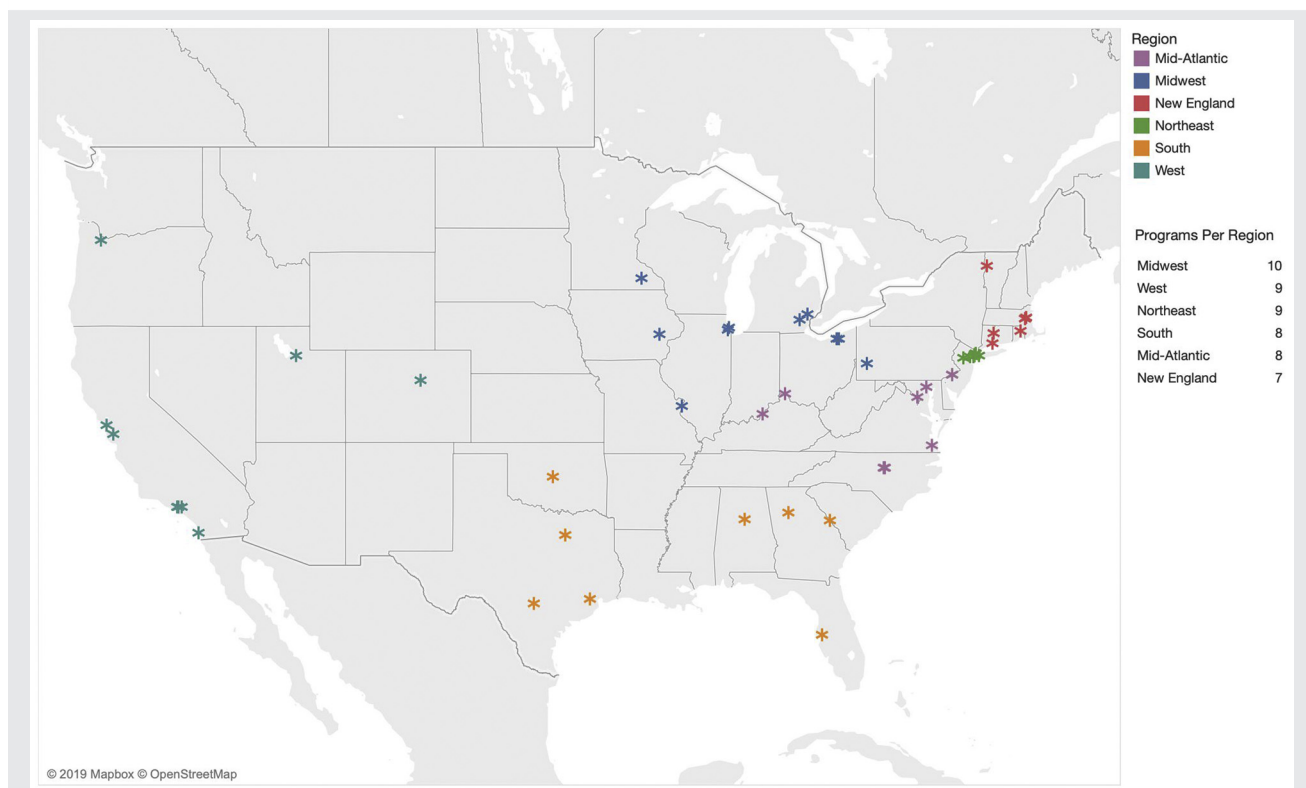 Region
Mid-Atlantic
Midwest
New England
Northeast
South
West
Programs Per Region
Midwest 10
West 9
Northeast 9
South 8
Mid-Atlantic 8
New England 7
© 2019 Mapbox © OpenStreetMap